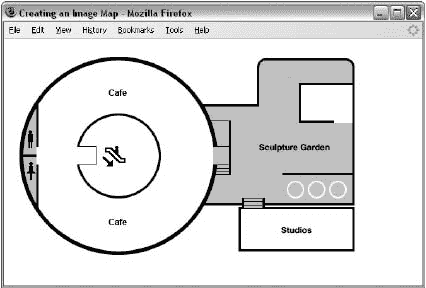 Creating an Image Map - Mozilla Firefox
File Edit View History Bookmarks Tools Help
Cafe
Sculpture Garden
Cafe
Studios